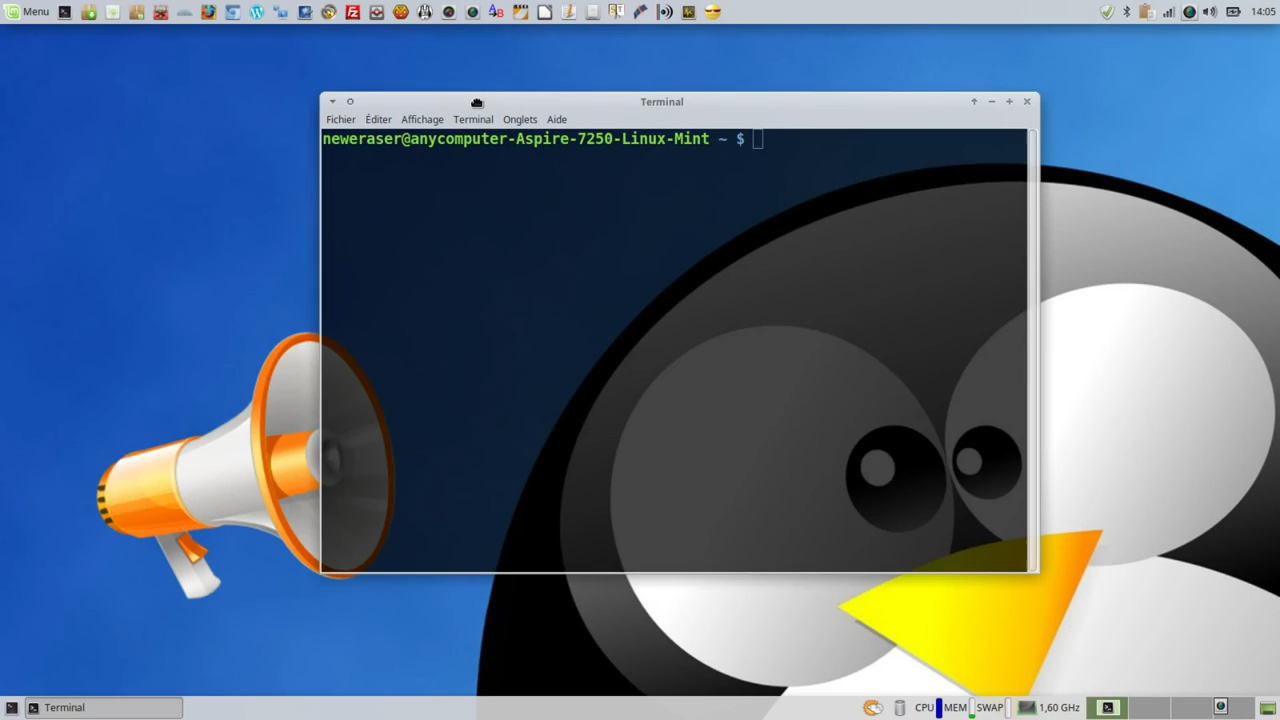 Menu 14:05
Terminal
Fichier Éditer Affichage Terminal Onglets Aide
neweraser@anycomputer-Aspire-7250-Linux-Mint ~ $
Terminal CPU MEM SWAP 1,60 GHz